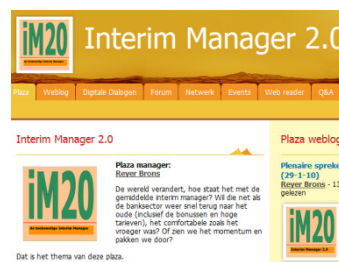 iM20
Interim Manager 2.0
Plaza Weblog Digitale Dialogen Forum Netwerk Events Web reader Q&A
Interim Manager 2.0
iM20
Plaza manager:
Reyer Brons
De wereld verandert, hoe staat het met de
gemiddelde interim manager? Wil die net als
de banksector weer snel terug naar het
oude (inclusief de bonussen en hoge
tarieven), het comfortabele zoals het
vroeger was? Of zien we het momentum en
pakken we door?
Dat is het thema van deze plaza.
Plaza weblog
Plenaire spreke
(29-1-10)
Reyer Brons - 11
gelezen
iM20